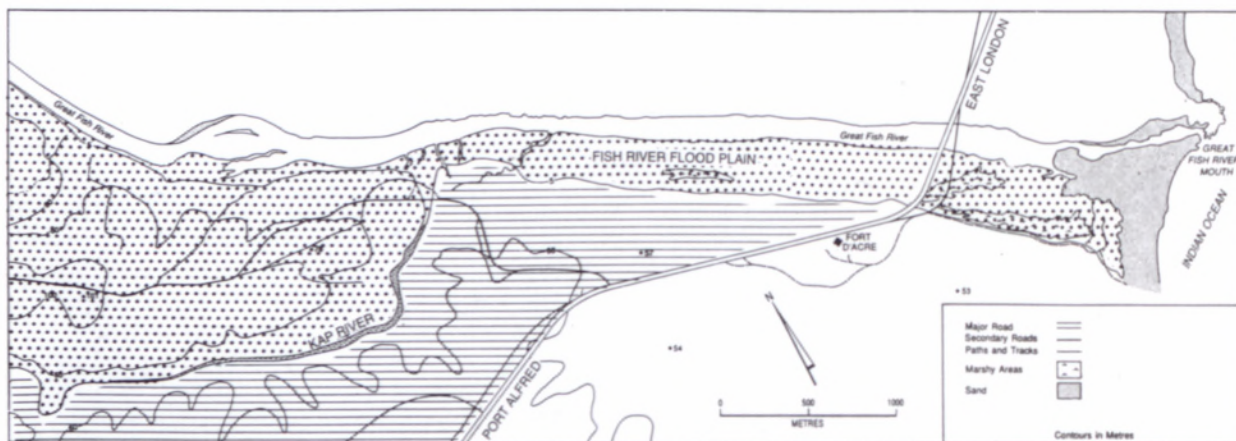 Great Fish River
EAST LONDON
Great Fish River
FISH RIVER FLOOD PLAIN
GREAT
FISH RIVER
MOUTH
INDIAN OCEAN
FORT
D'ACRE
57
53
54
KAP RIVER
PORT ALFRED
N
0 500 1000
METRES
Major Road
Secondary Roads
Paths and Tracks
Marshy Areas
Sand
Contours in Metres